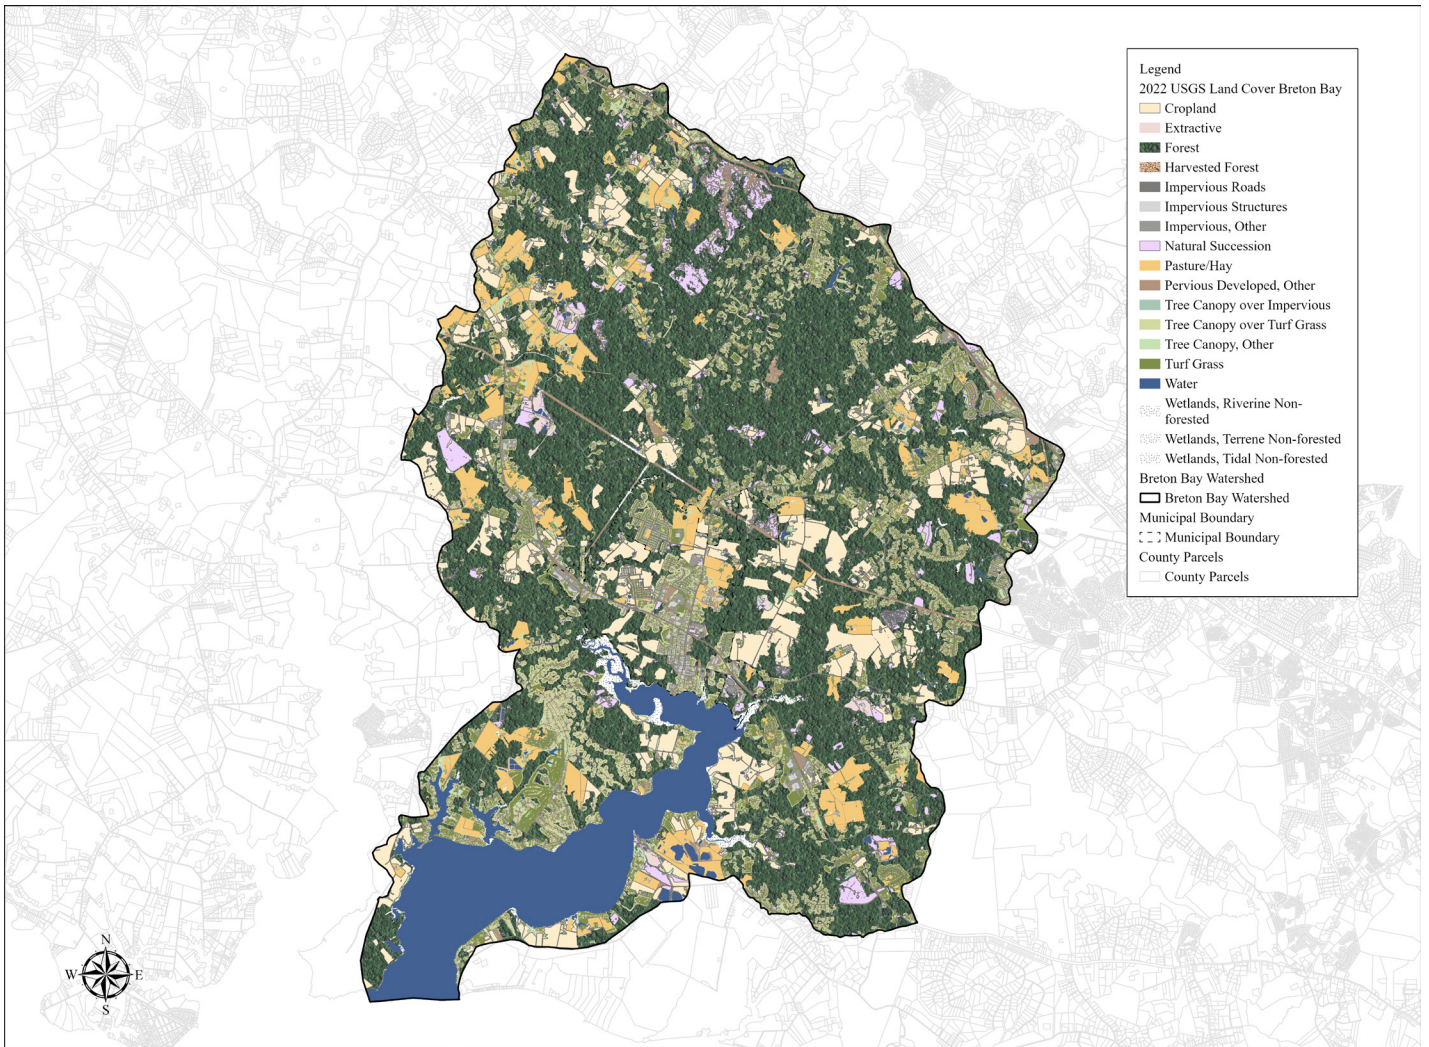 Legend
2022 USGS Land Cover Breton Bay
Cropland
Extractive
Forest
Harvested Forest
Impervious Roads
Impervious Structures
Impervious, Other
Natural Succession
Pasture/Hay
Pervious Developed, Other
Tree Canopy over Impervious
Tree Canopy over Turf Grass
Tree Canopy, Other
Turf Grass
Water
Wetlands, Riverine Non-
forested
Wetlands, Terrene Non-forested
Wetlands, Tidal Non-forested
Breton Bay Watershed
Breton Bay Watershed
Municipal Boundary
Municipal Boundary
County Parcels
County Parcels
N
W E
S